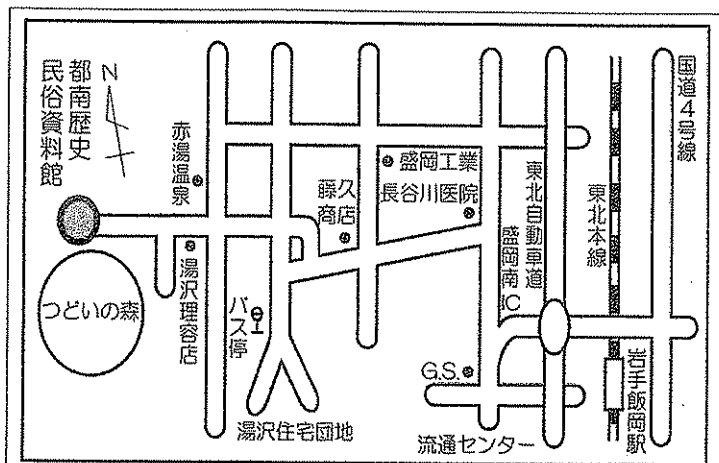 都南歴史
民俗資料館
N
赤湯温泉
藤久
商店
盛岡工業
長谷川医院
東北自動車道
盛岡南
IC
東北本線
国道4号線
つどいの森
湯沢理容店
バス停
G.S.
岩手飯岡駅
湯沢住宅団地
流通センター